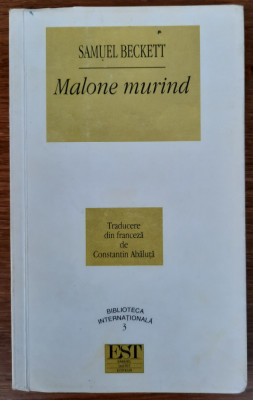 SAMUEL BECKETT
Malone murind
Traducere
din franceză
de
Constantin Abăluță
BIBLIOTECA
INTERNAȚIONALĂ
3
EST